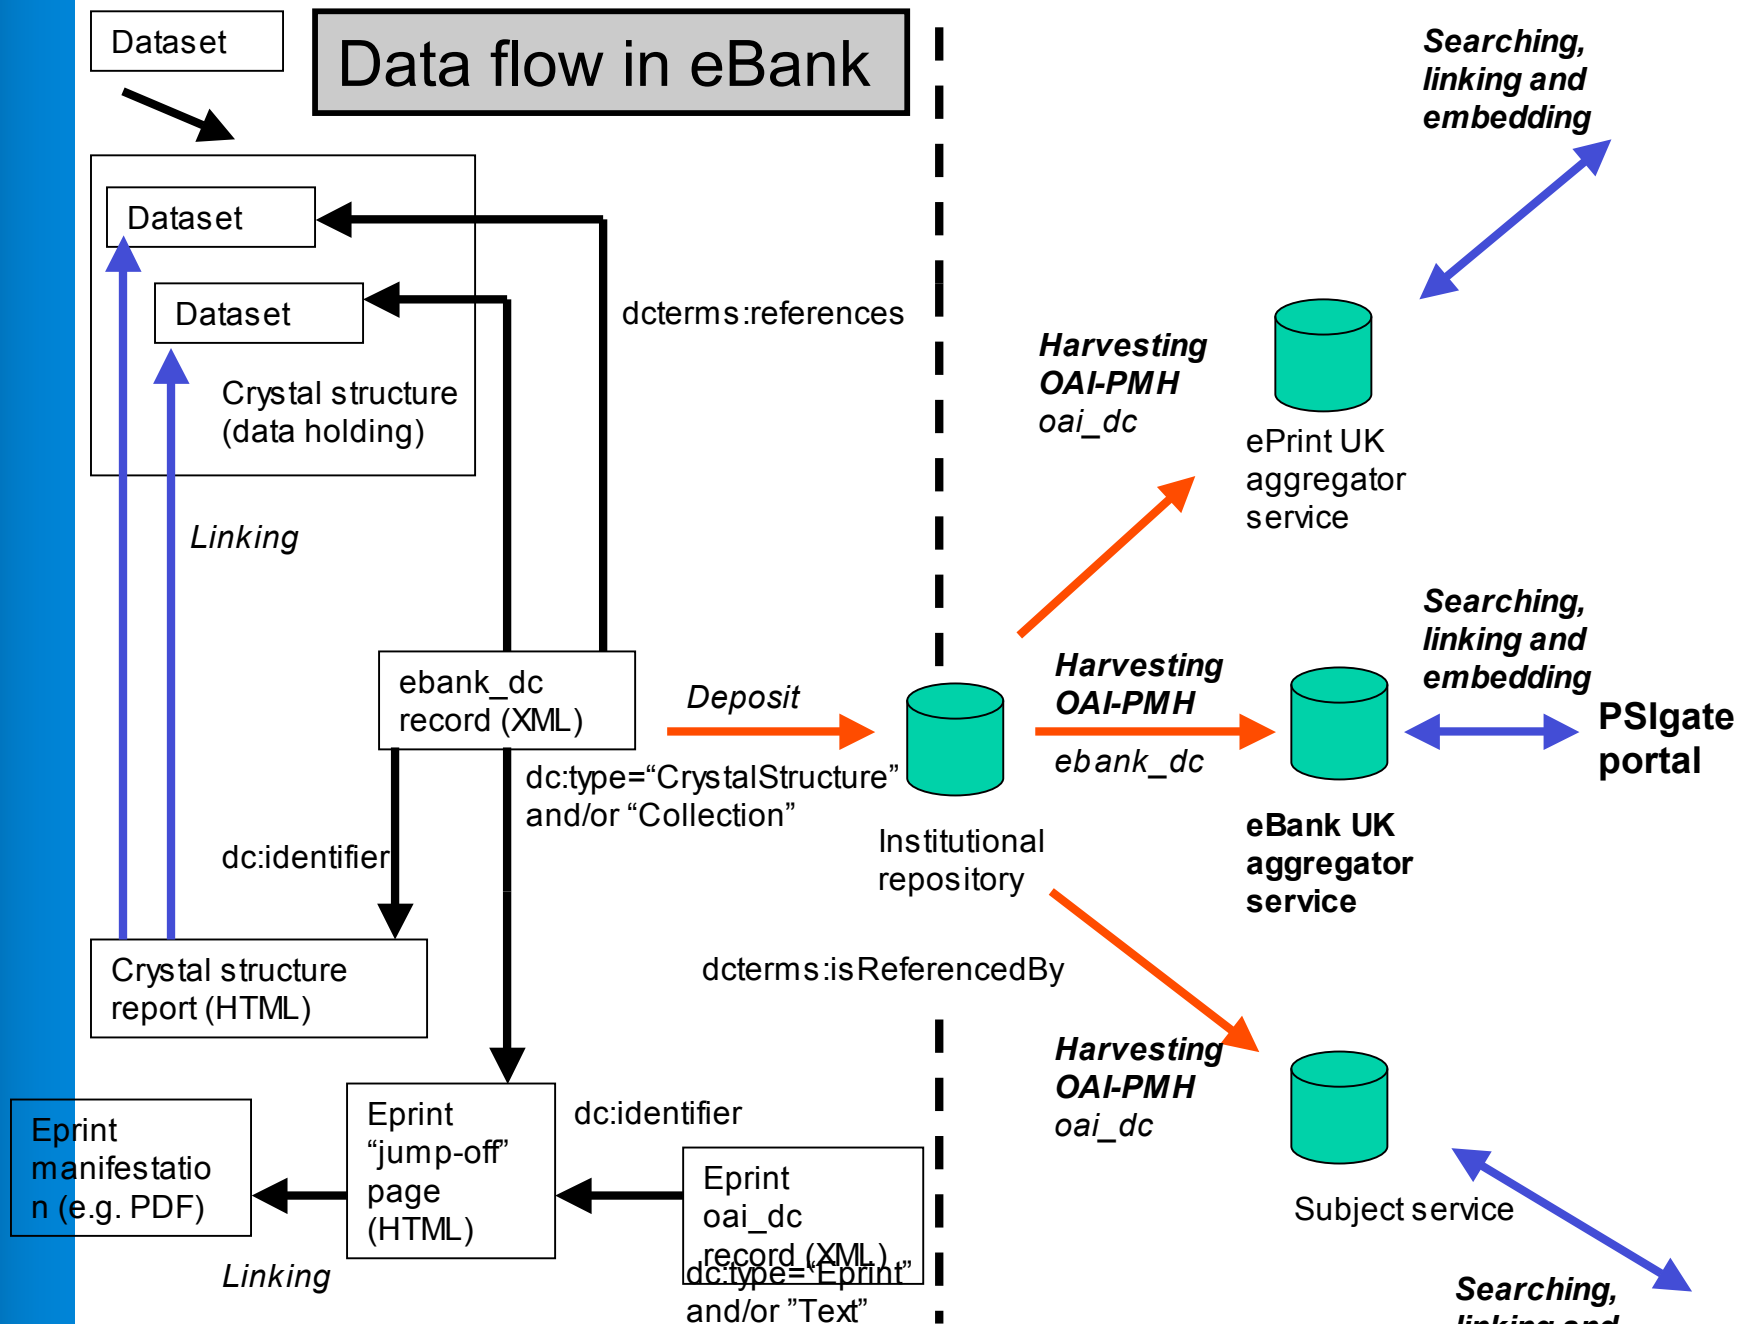 Dataset
Data flow in eBank
Searching,
linking and
embedding
Dataset
Dataset
dcterms:references
Crystal structure
(data holding)
Harvesting
OAI-PMH
oai_dc
ePrint UK
aggregator
service
Linking
Searching,
linking and
embedding
ebank_dc
record (XML)
Deposit
Harvesting
OAI-PMH
ebank_dc
PSIgate
portal
dc:type=“CrystalStructure”
and/or “Collection”
Institutional
repository
eBank UK
aggregator
service
dc:identifier
Crystal structure
report (HTML)
dcterms:isReferencedBy
Harvesting
OAI-PMH
oai_dc
Eprint
manifestatio
n (e.g. PDF)
Eprint
“jump-off”
page
(HTML)
dc:identifier
Eprint
oai_dc
record (XML)
dc:type=“Eprint”
and/or ”Text”
Linking
Subject service
Searching,
linking and